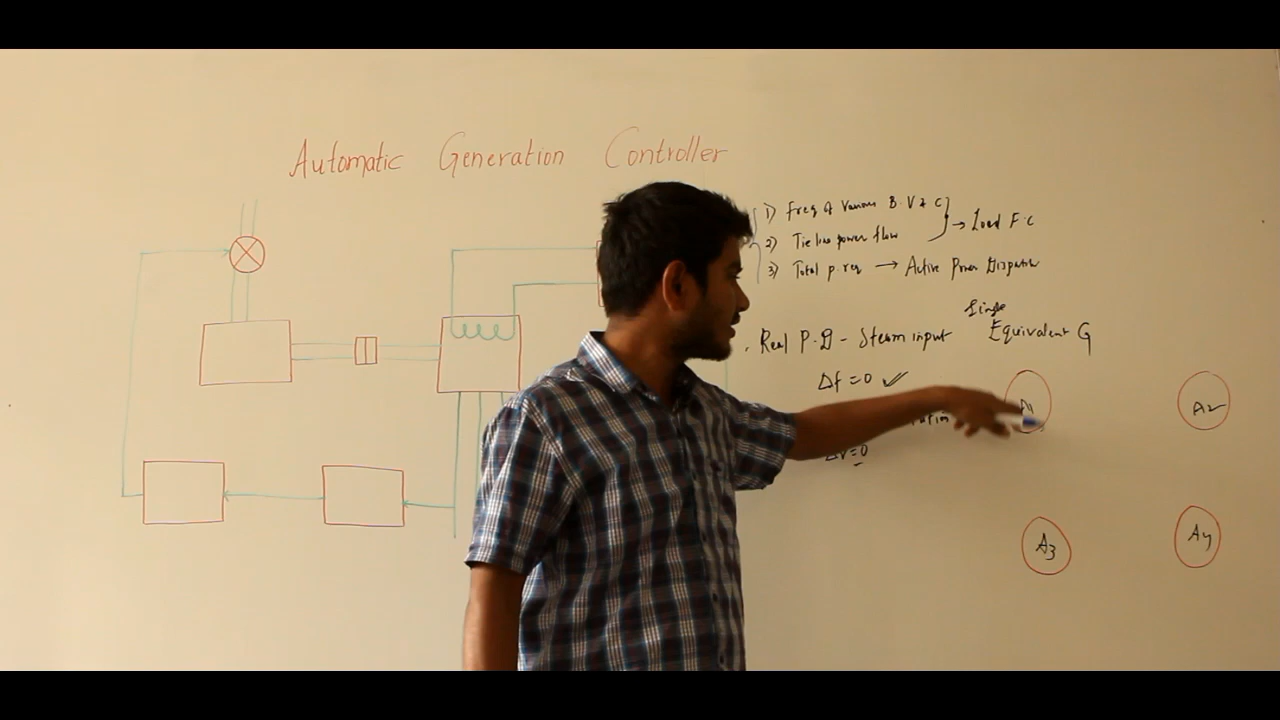 Automatic Generation Controller
1) Freq of Various B. V & C
2) Tie line power flow
→ Load F.C
3) Total p.req → Active Power Dispatch
Single
Real P.D - Steam input
Equivalent G
Δf = 0 ✓
ΔV = 0
A1
A2
A3
A4